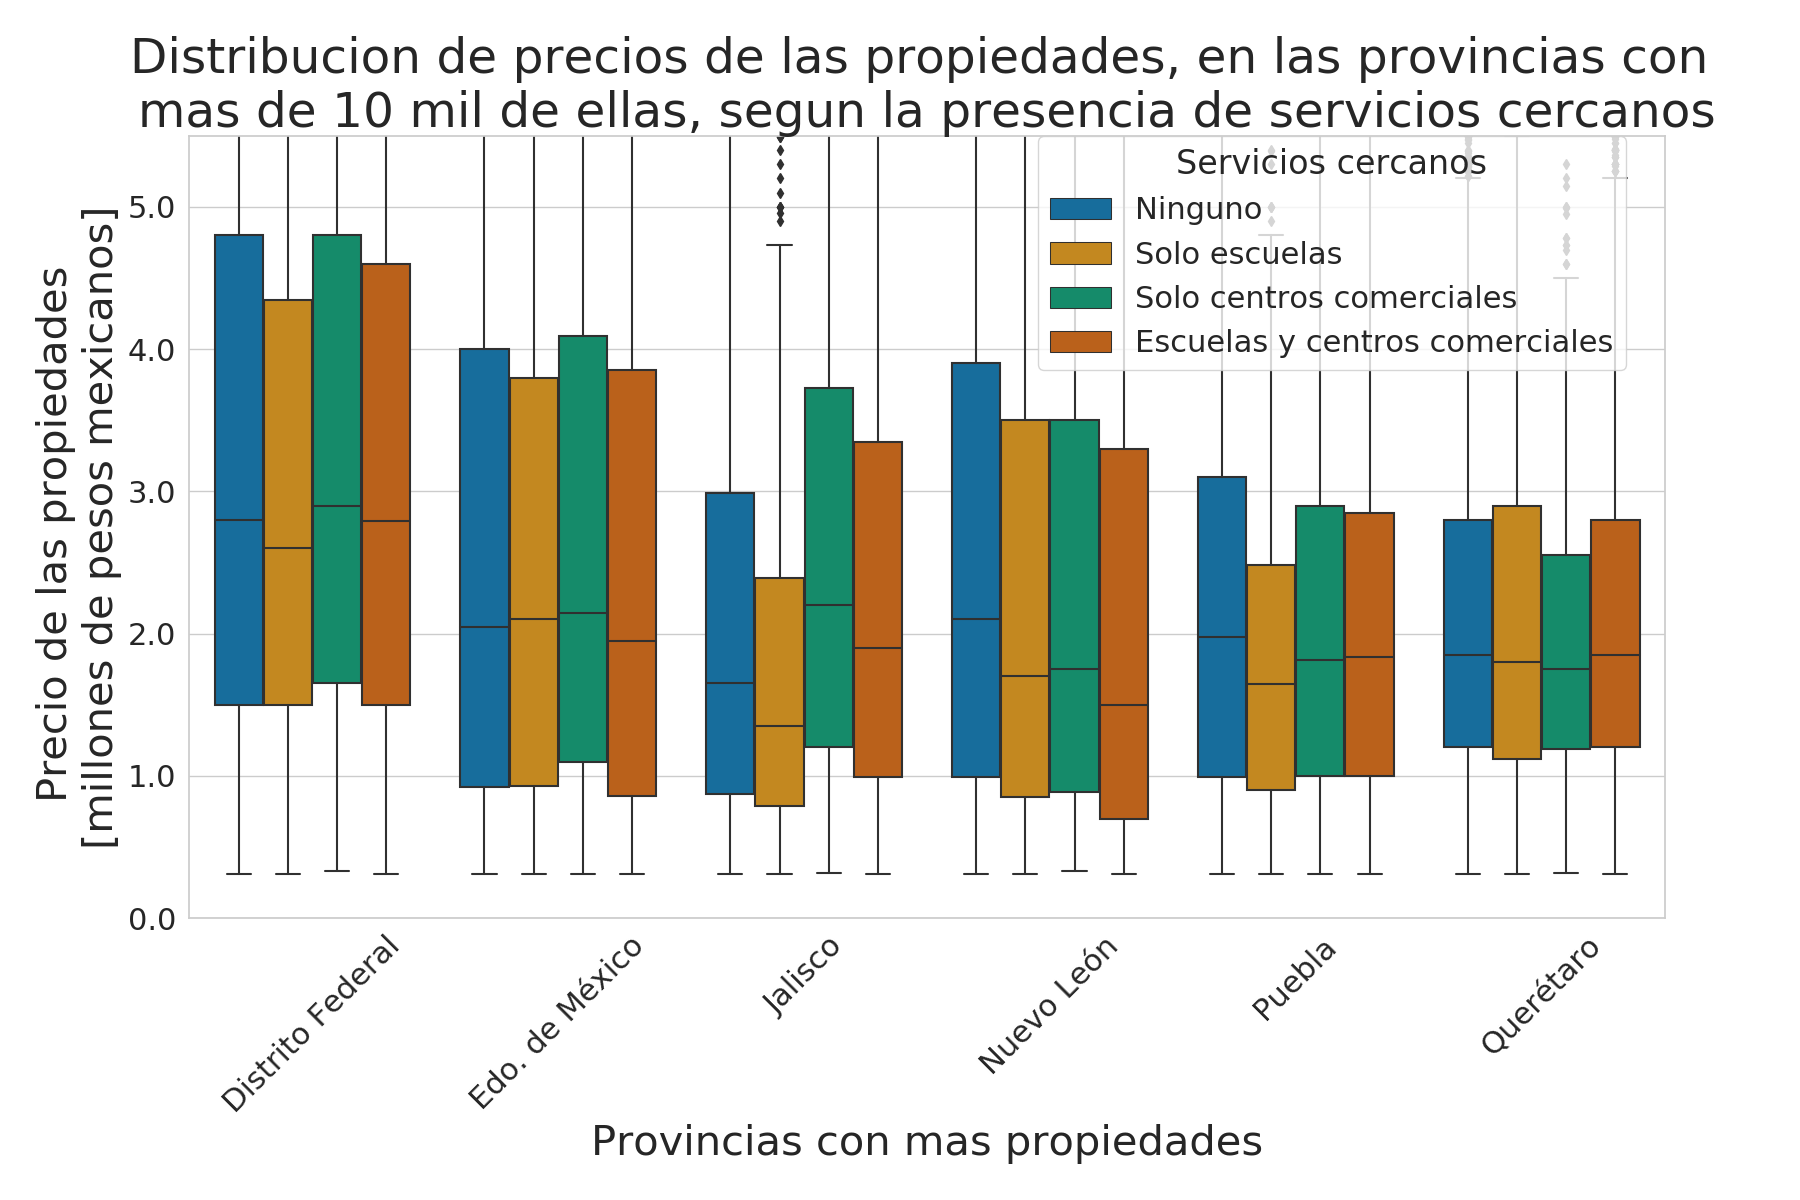 Distribucion de precios de las propiedades, en las provincias con
mas de 10 mil de ellas, segun la presencia de servicios cercanos
Servicios cercanos
Ninguno
Solo escuelas
Solo centros comerciales
Escuelas y centros comerciales
Precio de las propiedades
[millones de pesos mexicanos]
5.0
4.0
3.0
2.0
1.0
0.0
Distrito Federal
Edo. de México
Jalisco
Nuevo León
Puebla
Querétaro
Provincias con mas propiedades